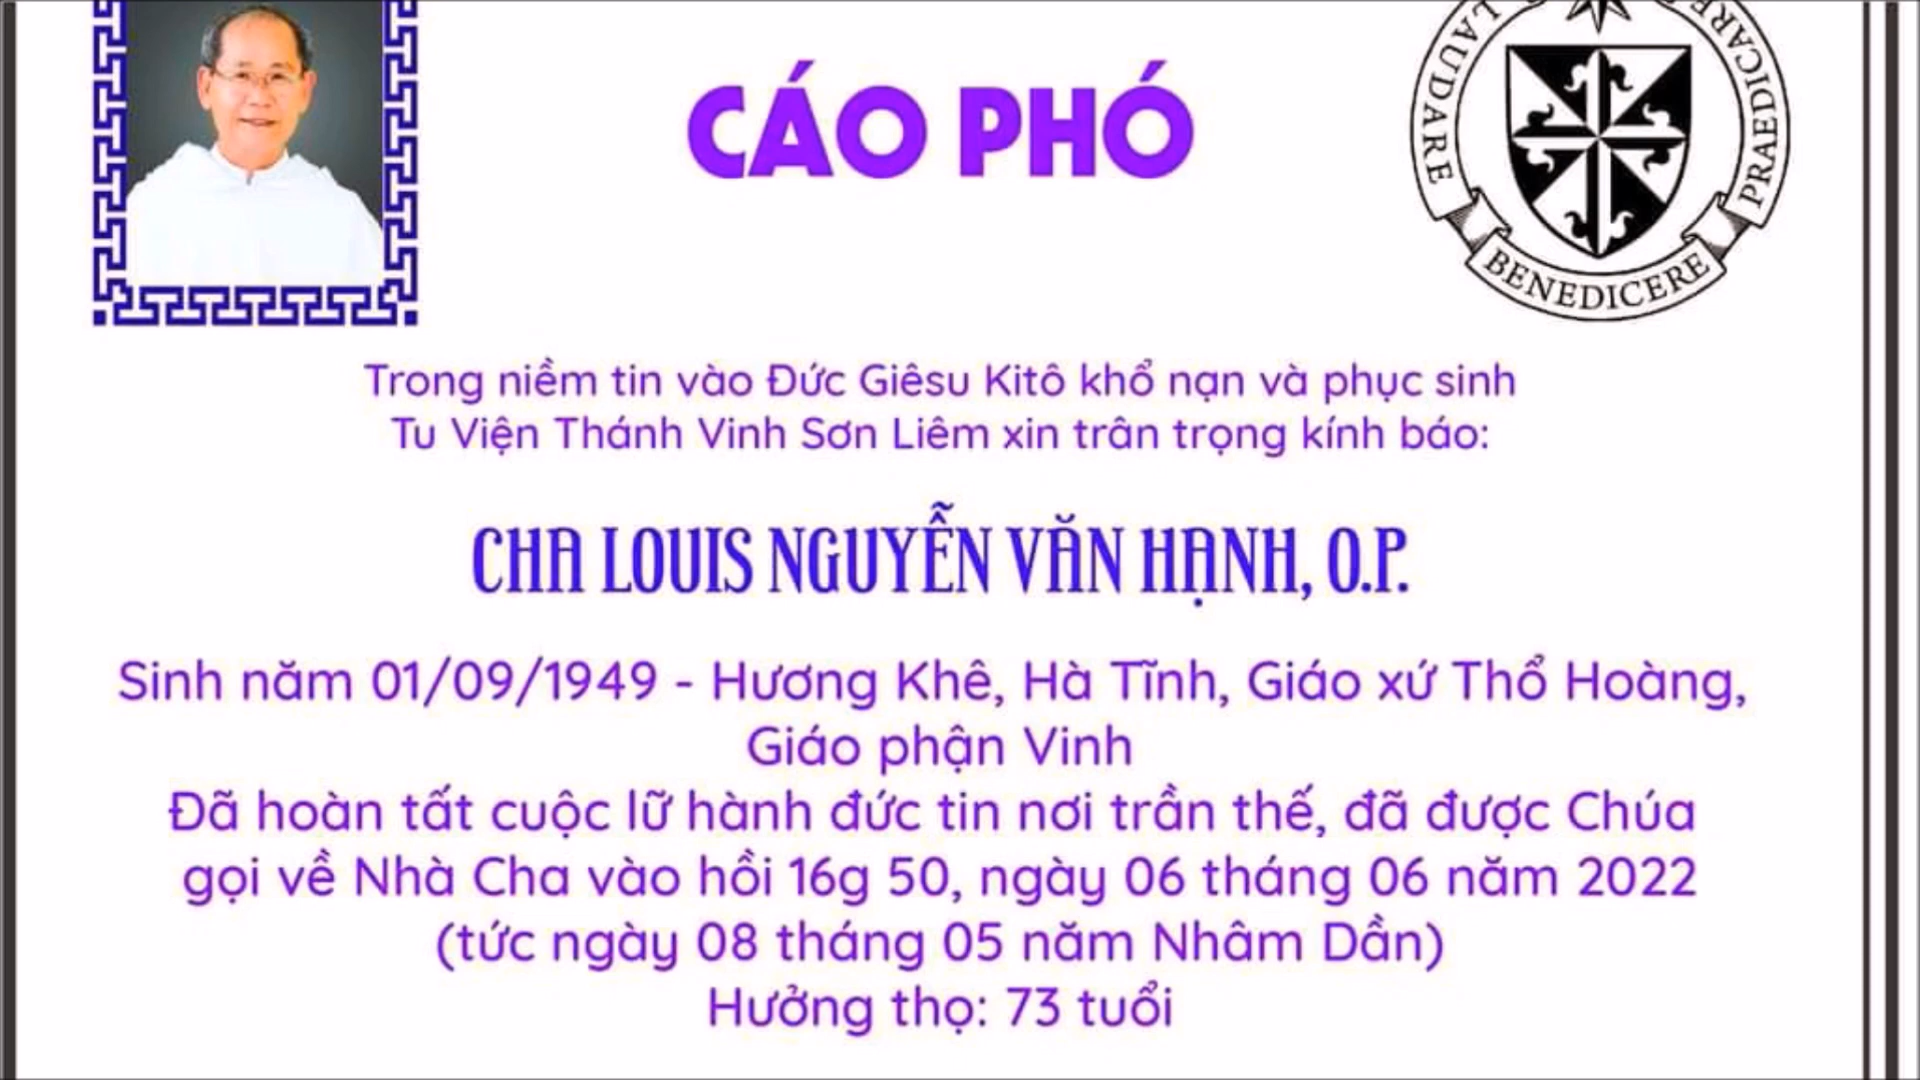 CÁO PHÓ
LAUDARE
BENEDICERE
PRAEDICARE
Trong niềm tin vào Đức Giêsu Kitô khổ nạn và phục sinh
Tu Viện Thánh Vinh Sơn Liêm xin trân trọng kính báo:
CHA LOUIS NGUYỄN VĂN HẠNH, O.P.
Sinh năm 01/09/1949 - Hương Khê, Hà Tĩnh, Giáo xứ Thổ Hoàng,
Giáo phận Vinh
Đã hoàn tất cuộc lữ hành đức tin nơi trần thế, đã được Chúa
gọi về Nhà Cha vào hồi 16g 50, ngày 06 tháng 06 năm 2022
(tức ngày 08 tháng 05 năm Nhâm Dần)
Hưởng thọ: 73 tuổi